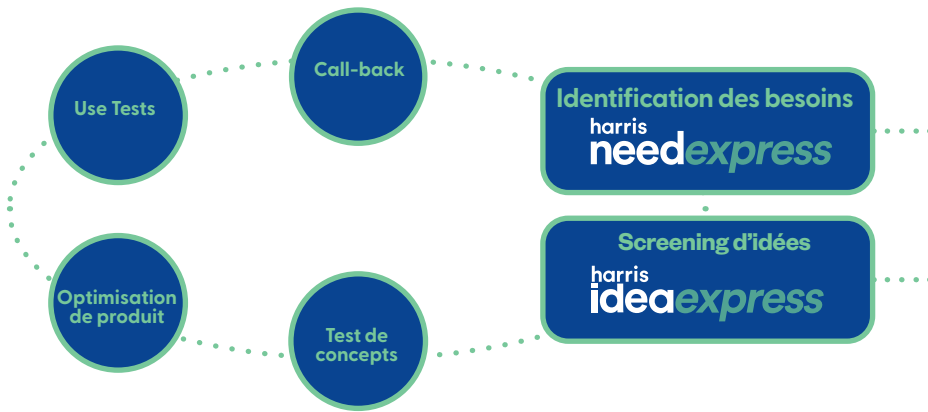 Call-back
Use Tests
Identification des besoins
harris
needexpress
Screening d'idées
harris
ideaexpress
Optimisation
de produit
Test de
concepts